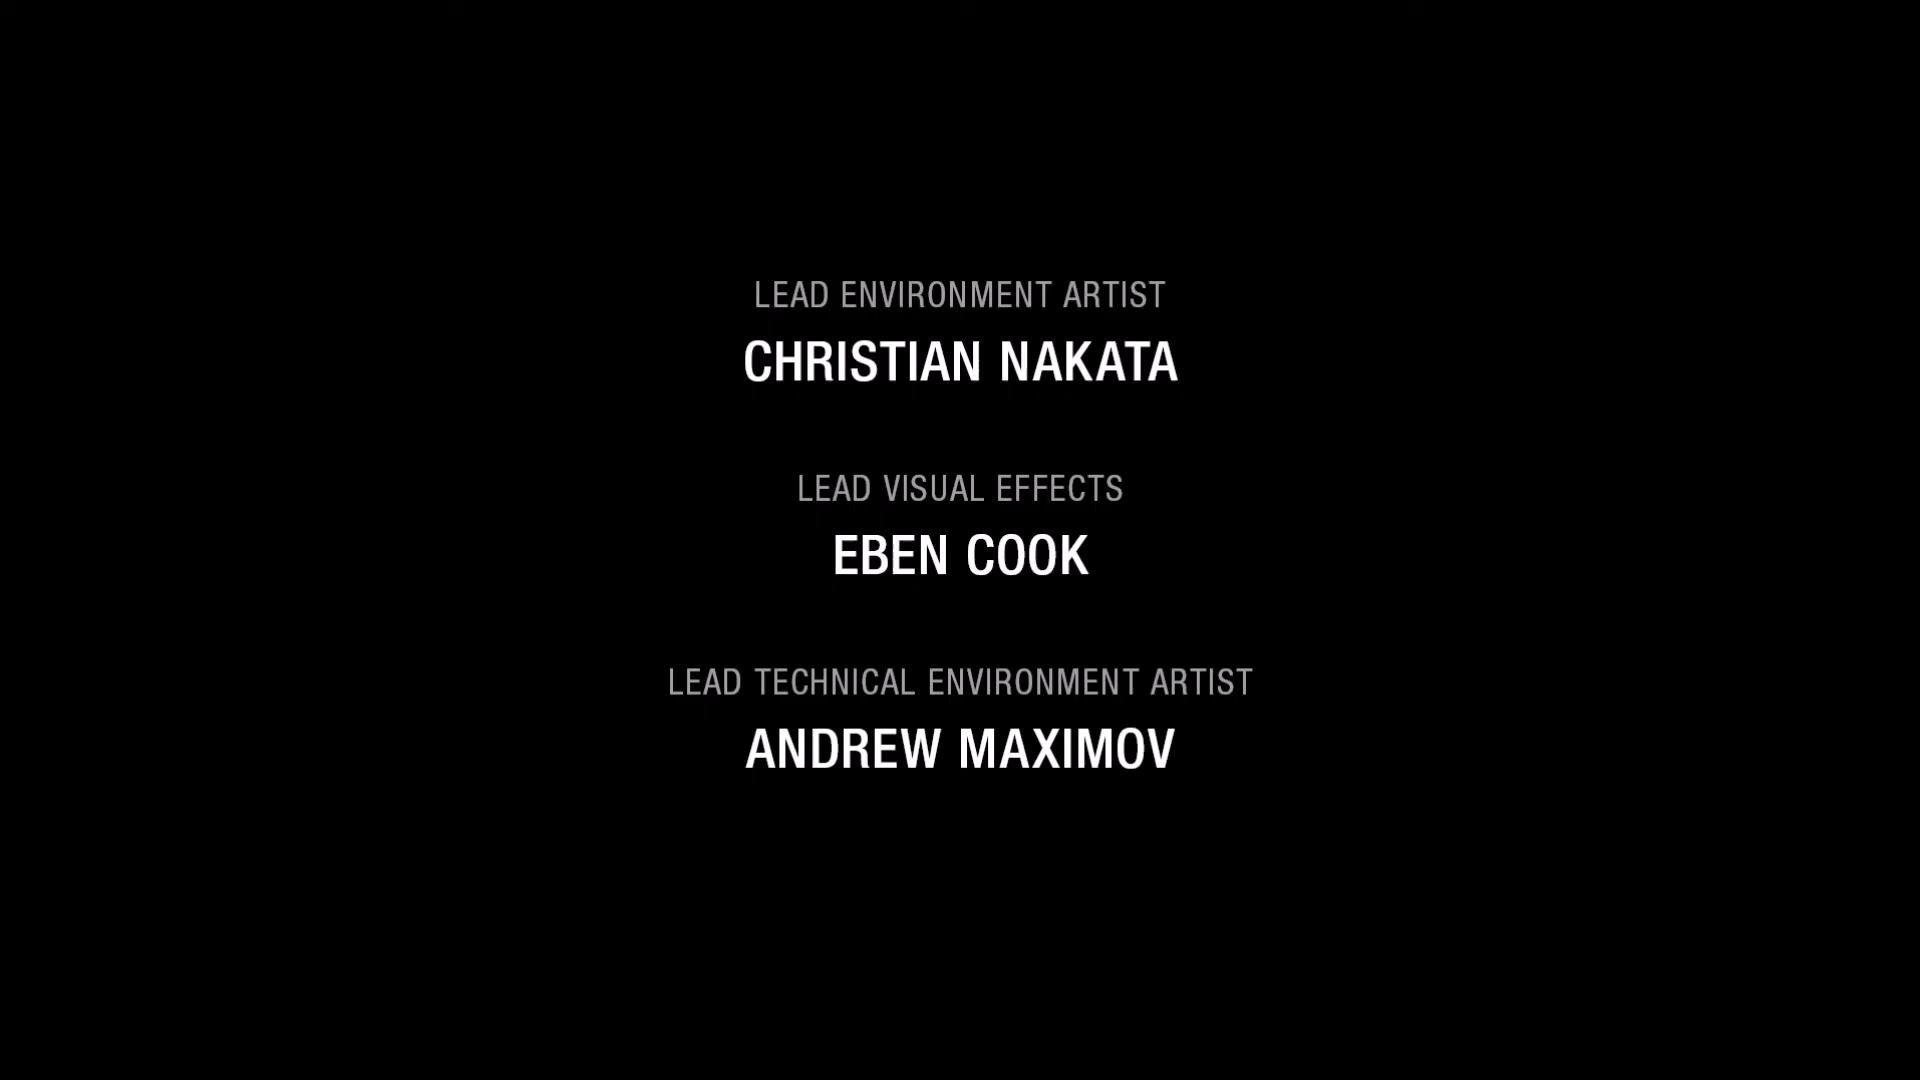 LEAD ENVIRONMENT ARTIST
CHRISTIAN NAKATA
LEAD VISUAL EFFECTS
EBEN COOK
LEAD TECHNICAL ENVIRONMENT ARTIST
ANDREW MAXIMOV